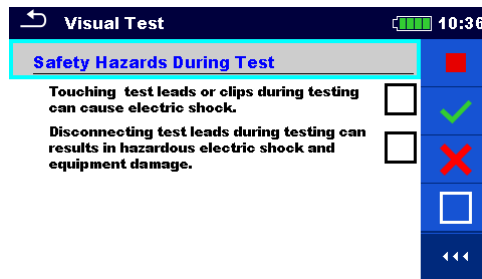 Visual Test
10:36
Safety Hazards During Test
Touching test leads or clips during testing
can cause electric shock.
Disconnecting test leads during testing can
results in hazardous electric shock and
equipment damage.